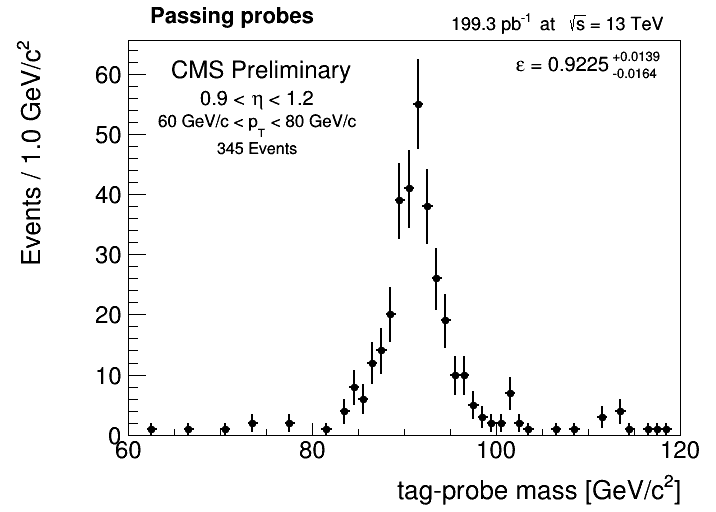 Passing probes
199.3 pb⁻¹ at √s = 13 TeV
CMS Preliminary
0.9 < η < 1.2
60 GeV/c < p_T < 80 GeV/c
345 Events
ε = 0.9225 +0.0139 -0.0164
Events / 1.0 GeV/c²
60
50
40
30
20
10
0
60 80 100 120
tag-probe mass [GeV/c²]